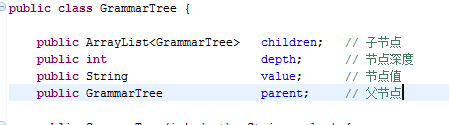 public class GrammarTree {
public ArrayList<GrammarTree> children; // 子节点
public int depth; // 节点深度
public String value; // 节点值
public GrammarTree parent; // 父节点